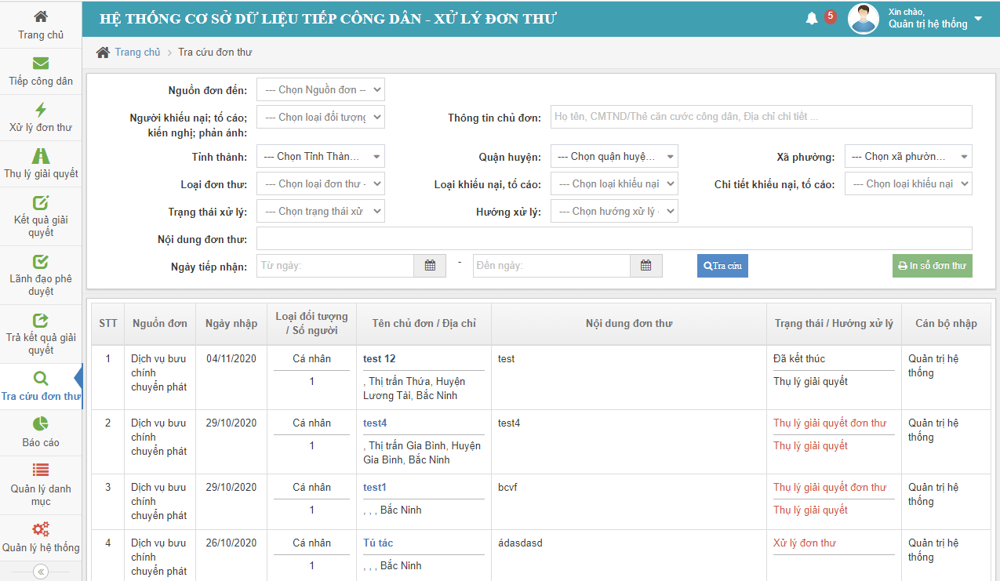 HỆ THỐNG CƠ SỞ DỮ LIỆU TIẾP CÔNG DÂN - XỬ LÝ ĐƠN THƯ
5
Xin chào,
Quản trị hệ thống
Trang chủ
Tiếp công dân
Xử lý đơn thư
Thụ lý giải quyết
Kết quả giải
quyết
Lãnh đạo phê
duyệt
Trả kết quả giải
quyết
Tra cứu đơn thư
Báo cáo
Quản lý danh
mục
Quản lý hệ thống
Trang chủ > Tra cứu đơn thư
Nguồn đơn đến: --- Chọn Nguồn đơn --
Người khiếu nại; tố cáo;
kiến nghị; phản ánh:
--- Chọn loại đối tượng
Thông tin chủ đơn: Họ tên, CMTND/Thẻ căn cước công dân, Địa chỉ chi tiết ...
Tỉnh thành: --- Chọn Tỉnh Thàn... Quận huyện: --- Chọn quận huyệ... Xã phường: --- Chọn xã phườn...
Loại đơn thư: --- Chọn loại đơn thư - Loại khiếu nại, tố cáo: --- Chọn loại khiếu nại Chi tiết khiếu nại, tố cáo: --- Chọn loại khiếu nại
Trạng thái xử lý: --- Chọn trạng thái xử Hướng xử lý: --- Chọn hướng xử lý -
Nội dung đơn thư:
Ngày tiếp nhận: Từ ngày: - Đến ngày: Tra cứu In sổ đơn thư
STT Nguồn đơn Ngày nhập Loại đối tượng
/ Số người
Tên chủ đơn / Địa chỉ Nội dung đơn thư Trạng thái / Hướng xử lý Cán bộ nhập
1 Dịch vụ bưu
chính
chuyển phát
04/11/2020 Cá nhân
1
test 12
, Thị trấn Thứa, Huyện
Lương Tài, Bắc Ninh
test Đã kết thúc
Thụ lý giải quyết
Quản trị hệ
thống
2 Dịch vụ bưu
chính
chuyển phát
29/10/2020 Cá nhân
1
test4
, Thị trấn Gia Bình, Huyện
Gia Bình, Bắc Ninh
test4 Thụ lý giải quyết đơn thư
Thụ lý giải quyết
Quản trị hệ
thống
3 Dịch vụ bưu
chính
chuyển phát
29/10/2020 Cá nhân
1
test1
, , , Bắc Ninh
bcvf Thụ lý giải quyết đơn thư
Thụ lý giải quyết
Quản trị hệ
thống
4 Dịch vụ bưu
chính
chuyển phát
26/10/2020 Cá nhân
1
Tú tác
, , , Bắc Ninh
ádasdasd Xử lý đơn thư
Quản trị hệ
thống